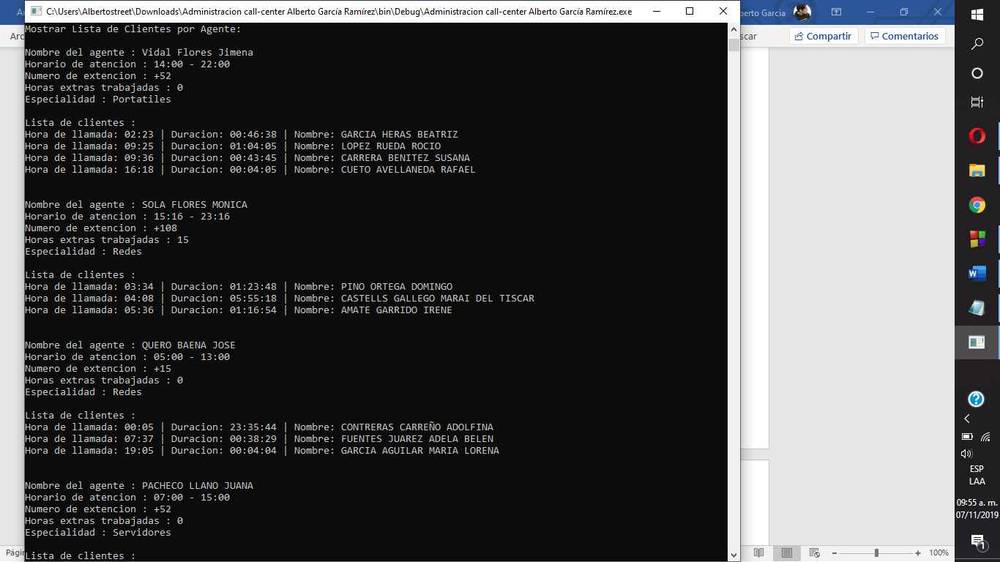 C:\Users\Albertostreet\Downloads\Administracion call-center Alberto García Ramírez\bin\Debug\Administracion call-center Alberto García Ramírez.exe
berto Garcia
Arc
scar
Compartir
Comentarios
Mostrar Lista de Clientes por Agente:
Nombre del agente : Vidal Flores Jimena
Horario de atencion : 14:00 - 22:00
Numero de extencion : +52
Horas extras trabajadas : 0
Especialidad : Portatiles
Lista de clientes :
Hora de llamada: 02:23 | Duracion: 00:46:38 | Nombre: GARCIA HERAS BEATRIZ
Hora de llamada: 09:25 | Duracion: 01:04:05 | Nombre: LOPEZ RUEDA ROCIO
Hora de llamada: 09:36 | Duracion: 00:43:45 | Nombre: CARRERA BENITEZ SUSANA
Hora de llamada: 16:18 | Duracion: 00:04:05 | Nombre: CUETO AVELLANEDA RAFAEL
Nombre del agente : SOLA FLORES MONICA
Horario de atencion : 15:16 - 23:16
Numero de extencion : +108
Horas extras trabajadas : 15
Especialidad : Redes
Lista de clientes :
Hora de llamada: 03:34 | Duracion: 01:23:48 | Nombre: PINO ORTEGA DOMINGO
Hora de llamada: 04:08 | Duracion: 05:55:18 | Nombre: CASTELLS GALLEGO MARAI DEL TISCAR
Hora de llamada: 05:36 | Duracion: 01:16:54 | Nombre: AMATE GARRIDO IRENE
Nombre del agente : QUERO BAENA JOSE
Horario de atencion : 05:00 - 13:00
Numero de extencion : +15
Horas extras trabajadas : 0
Especialidad : Redes
Lista de clientes :
Hora de llamada: 00:05 | Duracion: 23:35:44 | Nombre: CONTRERAS CARREÑO ADOLFINA
Hora de llamada: 07:37 | Duracion: 00:38:29 | Nombre: FUENTES JUAREZ ADELA BELEN
Hora de llamada: 19:05 | Duracion: 00:04:04 | Nombre: GARCIA AGUILAR MARIA LORENA
Nombre del agente : PACHECO LLANO JUANA
Horario de atencion : 07:00 - 15:00
Numero de extencion : +52
Horas extras trabajadas : 0
Especialidad : Servidores
Lista de clientes :
Págin
100%
ESP
LAA
09:55 a. m.
07/11/2019
1